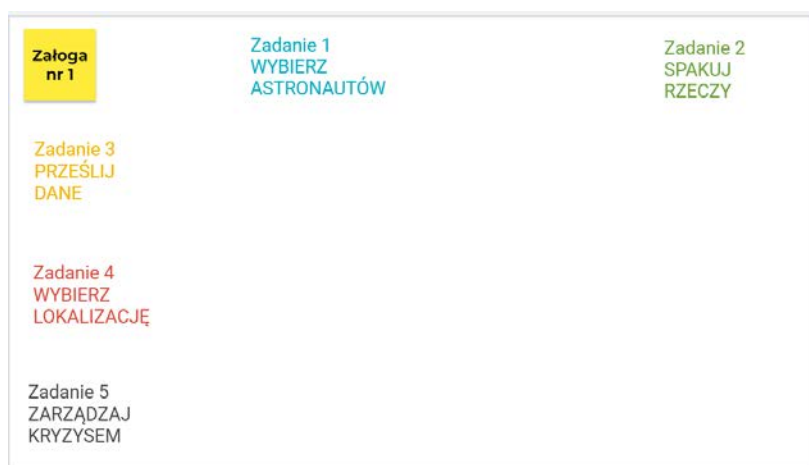 Załoga
nr 1
Zadanie 1
WYBIERZ
ASTRONAUTÓW
Zadanie 2
SPAKUJ
RZECZY
Zadanie 3
PRZEŚLIJ
DANE
Zadanie 4
WYBIERZ
LOKALIZACJĘ
Zadanie 5
ZARZĄDZAJ
KRYZYSEM